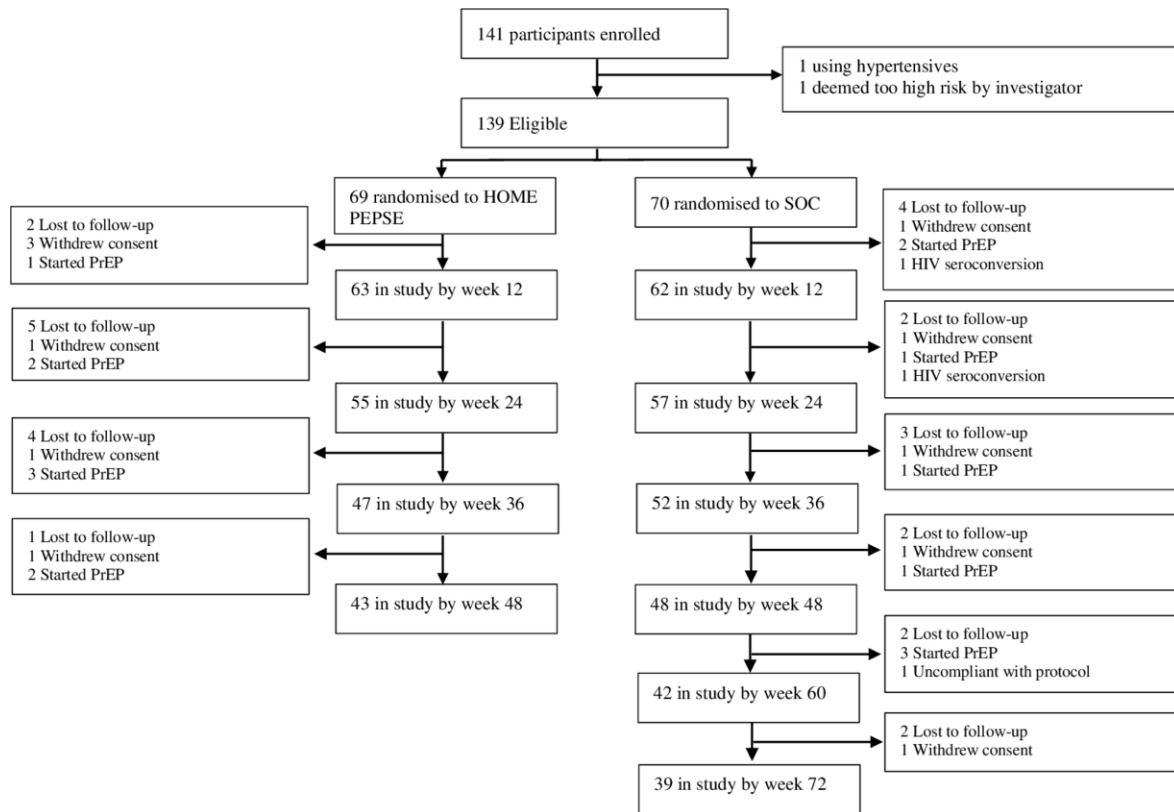 141 participants enrolled
1 using hypertensives
1 deemed too high risk by investigator
139 Eligible
69 randomised to HOME
PEPSE
70 randomised to SOC
2 Lost to follow-up
3 Withdrew consent
1 Started PrEP
4 Lost to follow-up
1 Withdrew consent
2 Started PrEP
1 HIV seroconversion
63 in study by week 12
62 in study by week 12
5 Lost to follow-up
1 Withdrew consent
2 Started PrEP
2 Lost to follow-up
1 Withdrew consent
1 Started PrEP
1 HIV seroconversion
55 in study by week 24
57 in study by week 24
4 Lost to follow-up
1 Withdrew consent
3 Started PrEP
3 Lost to follow-up
1 Withdrew consent
1 Started PrEP
47 in study by week 36
52 in study by week 36
1 Lost to follow-up
1 Withdrew consent
2 Started PrEP
2 Lost to follow-up
1 Withdrew consent
1 Started PrEP
43 in study by week 48
48 in study by week 48
2 Lost to follow-up
3 Started PrEP
1 Uncompliant with protocol
42 in study by week 60
2 Lost to follow-up
1 Withdrew consent
39 in study by week 72